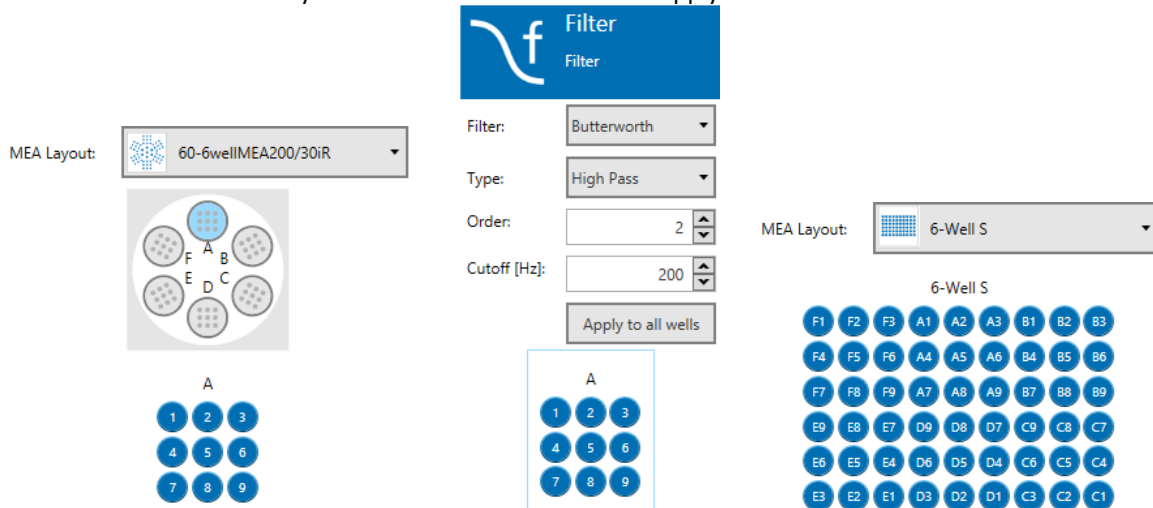 Filter
Filter
MEA Layout: 60-6wellMEA200/30iR
A
B
C
D
E
F
A
1 2 3
4 5 6
7 8 9
Filter: Butterworth
Type: High Pass
Order: 2
Cutoff [Hz]: 200
Apply to all wells
A
1 2 3
4 5 6
7 8 9
MEA Layout: 6-Well S
6-Well S
F1 F2 F3 A1 A2 A3 B1 B2 B3
F4 F5 F6 A4 A5 A6 B4 B5 B6
F7 F8 F9 A7 A8 A9 B7 B8 B9
E9 E8 E7 D9 D8 D7 C9 C8 C7
E6 E5 E4 D6 D5 D4 C6 C5 C4
E3 E2 E1 D3 D2 D1 C3 C2 C1